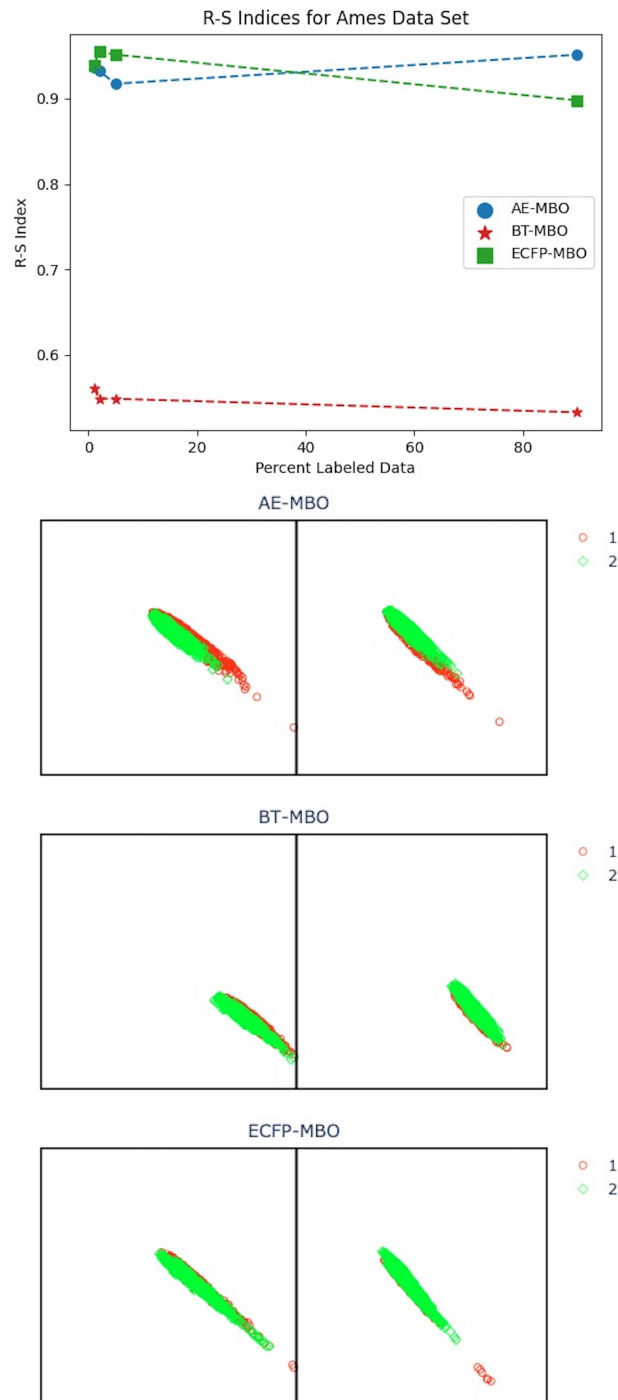 R-S Indices for Ames Data Set
0.9
0.8
0.7
0.6
R-S Index
AE-MBO
BT-MBO
ECFP-MBO
0 20 40 60 80
Percent Labeled Data
AE-MBO
1
2
BT-MBO
1
2
ECFP-MBO
1
2